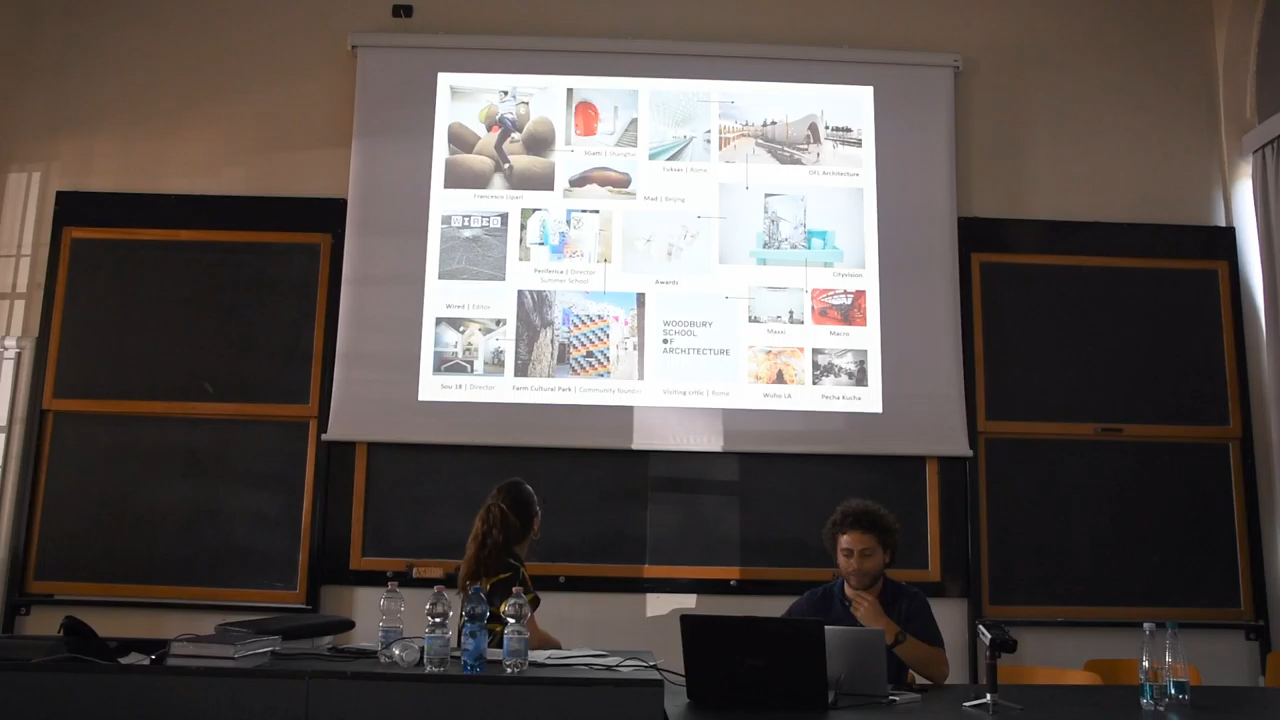 3Gatti | Shanghai
Fuksas | Rome
OFL Architecture
Francesco Lipari
Mad | Beijing
WIRED
Periferica | Director
Summer School
Awards
Cityvision
Wired | Editor
WOODBURY
SCHOOL
OF
ARCHITECTURE
Maxxi
Macro
Sou 18 | Director
Farm Cultural Park | Community founder
Visiting critic | Rome
Wuho LA
Pecha Kucha